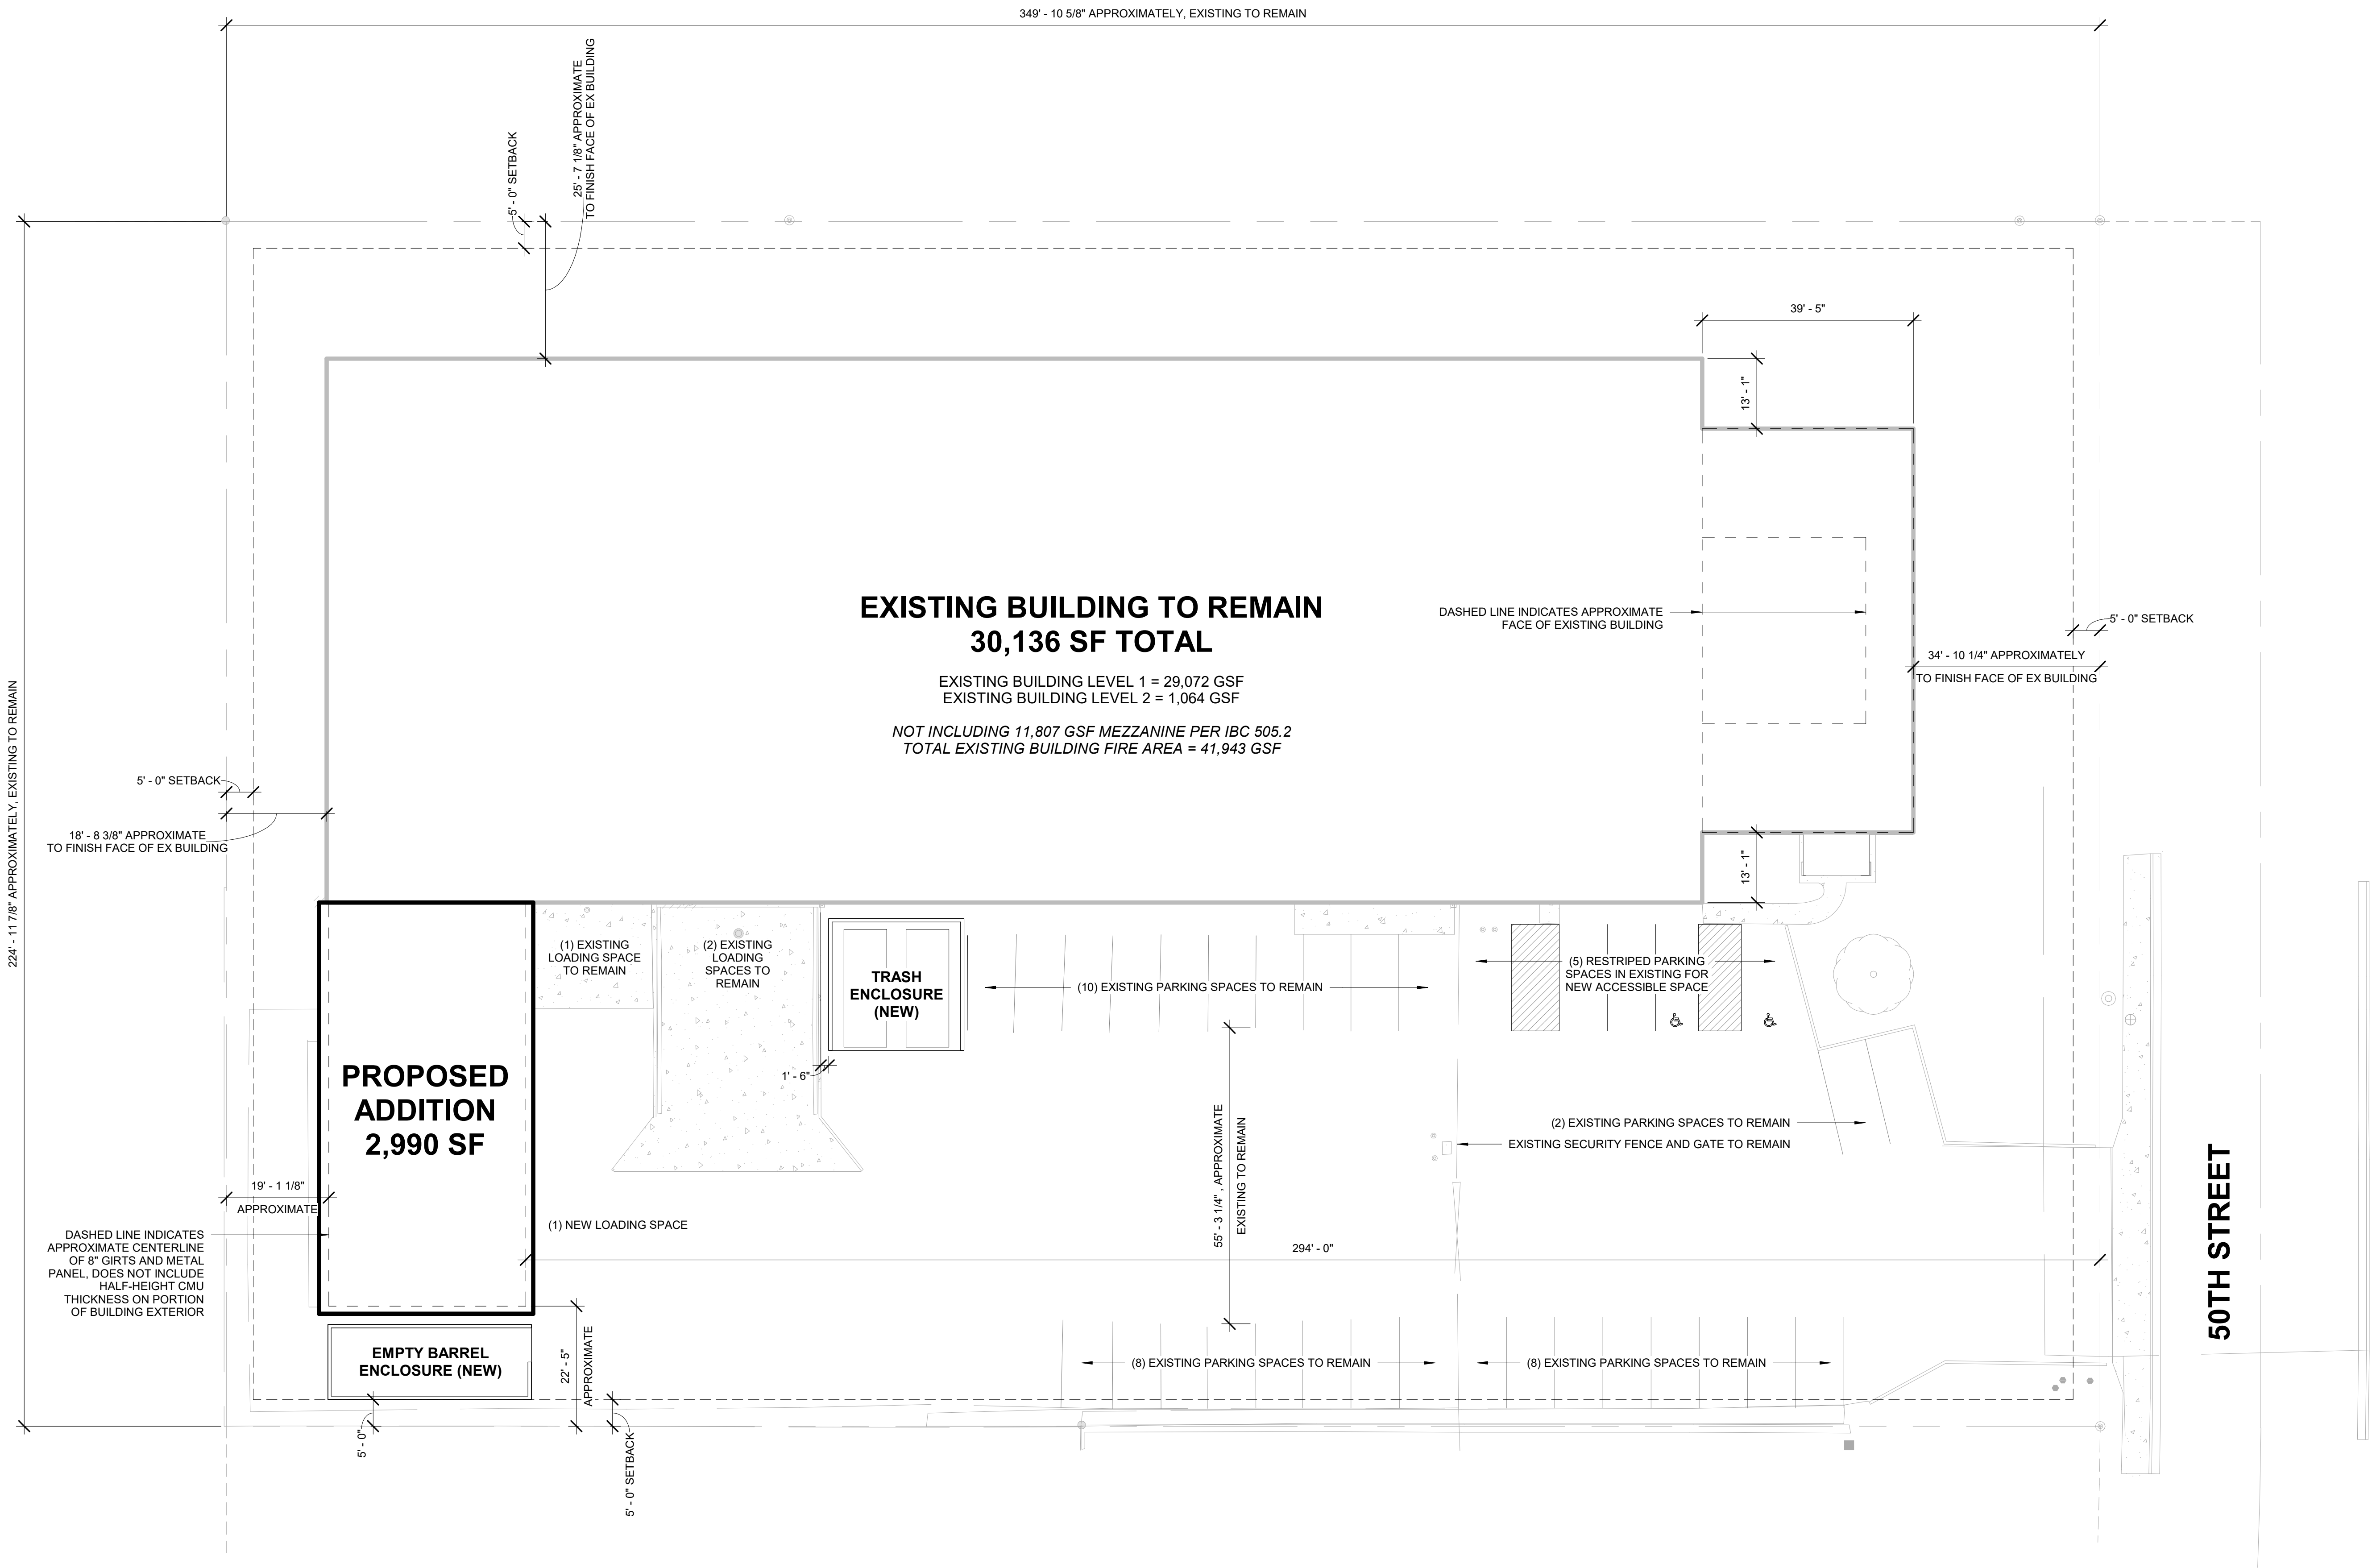 349' - 10 5/8" APPROXIMATELY, EXISTING TO REMAIN
25' - 7 1/8" APPROXIMATE
TO FINISH FACE OF EX BUILDING
5' - 0" SETBACK
39' - 5"
13' - 1"
EXISTING BUILDING TO REMAIN
30,136 SF TOTAL
EXISTING BUILDING LEVEL 1 = 29,072 GSF
EXISTING BUILDING LEVEL 2 = 1,064 GSF
NOT INCLUDING 11,807 GSF MEZZANINE PER IBC 505.2
TOTAL EXISTING BUILDING FIRE AREA = 41,943 GSF
DASHED LINE INDICATES APPROXIMATE
FACE OF EXISTING BUILDING
5' - 0" SETBACK
34' - 10 1/4" APPROXIMATELY
TO FINISH FACE OF EX BUILDING
224' - 11 7/8" APPROXIMATELY, EXISTING TO REMAIN
5' - 0" SETBACK
18' - 8 3/8" APPROXIMATE
TO FINISH FACE OF EX BUILDING
13' - 1"
(1) EXISTING
LOADING SPACE
TO REMAIN
(2) EXISTING
LOADING
SPACES TO
REMAIN
TRASH
ENCLOSURE
(NEW)
(10) EXISTING PARKING SPACES TO REMAIN
(5) RESTRIPED PARKING
SPACES IN EXISTING FOR
NEW ACCESSIBLE SPACE
1' - 6"
PROPOSED
ADDITION
2,990 SF
55' - 3 1/4" , APPROXIMATE
EXISTING TO REMAIN
(2) EXISTING PARKING SPACES TO REMAIN
EXISTING SECURITY FENCE AND GATE TO REMAIN
19' - 1 1/8"
APPROXIMATE
DASHED LINE INDICATES
APPROXIMATE CENTERLINE
OF 8" GIRTS AND METAL
PANEL, DOES NOT INCLUDE
HALF-HEIGHT CMU
THICKNESS ON PORTION
OF BUILDING EXTERIOR
(1) NEW LOADING SPACE
294' - 0"
50TH STREET
EMPTY BARREL
ENCLOSURE (NEW)
22' - 5"
APPROXIMATE
(8) EXISTING PARKING SPACES TO REMAIN
(8) EXISTING PARKING SPACES TO REMAIN
5' - 0"
5' - 0" SETBACK